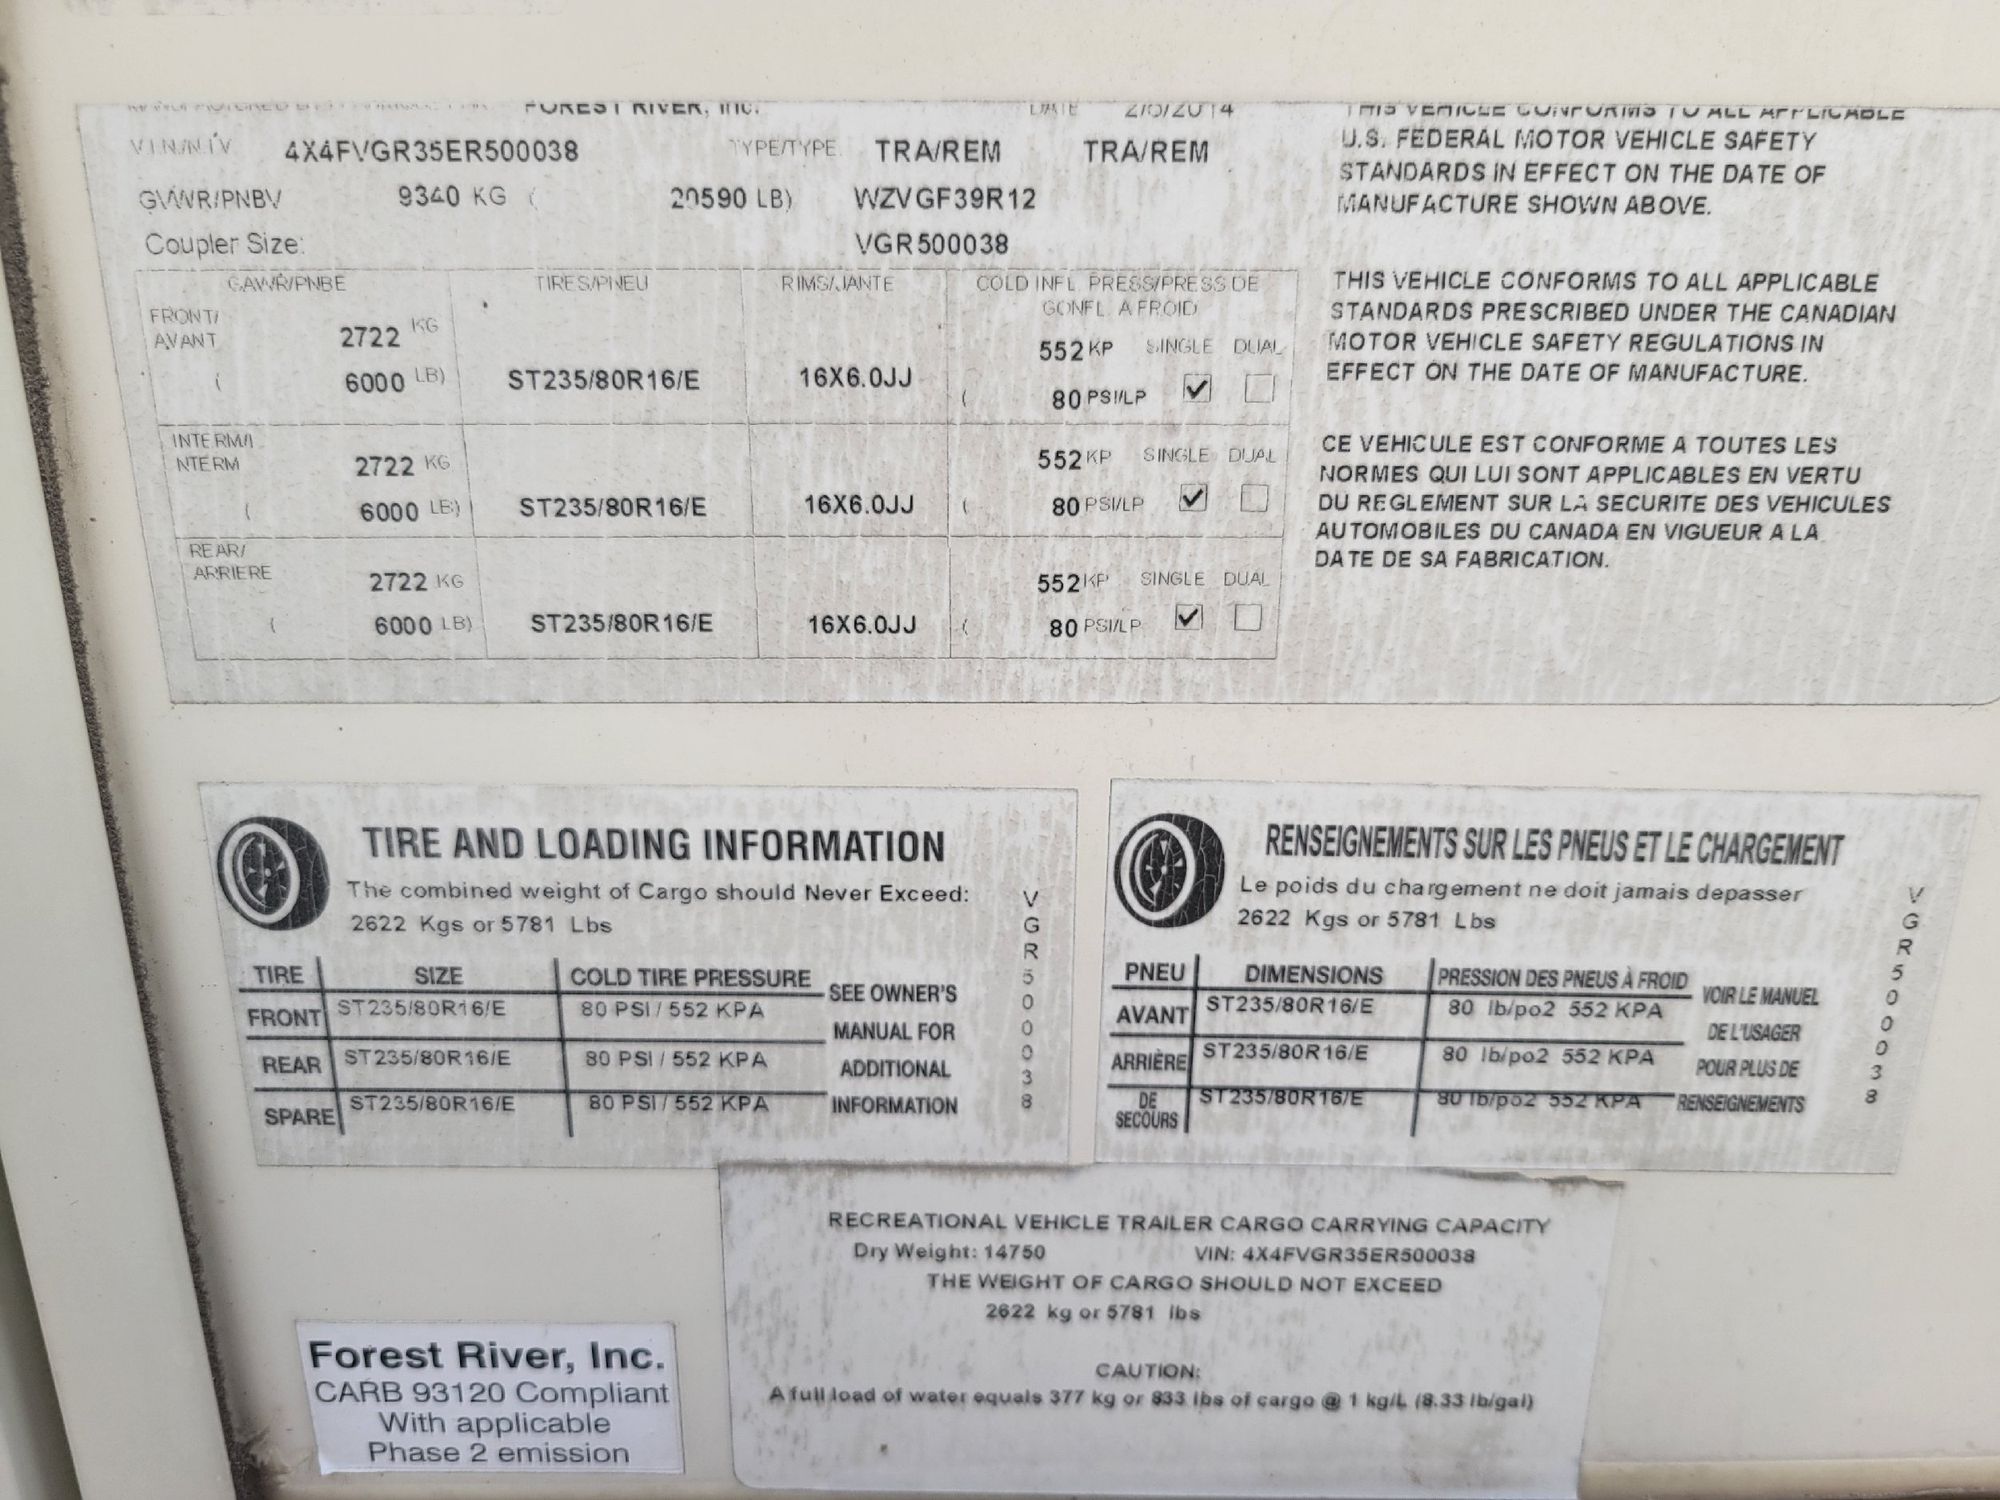 MANUFACTURED BY/FABRIQUE PAR FOREST RIVER, Inc. DATE 2/6/2014
V.I.N./N.I.V 4X4FVGR35ER500038 TYPE/TYPE TRA/REM TRA/REM
GVWR/PNBV 9340 KG ( 20590 LB) WZVGF39R12
Coupler Size: VGR500038
GAWR/PNBE TIRES/PNEU RIMS/JANTE COLD INFL PRESS/PRESS DE
GONFL A FROID
FRONT/
AVANT 2722 KG 552 KP SINGLE DUAL
( 6000 LB) ST235/80R16/E 16X6.0JJ ( 80 PSI/LP
INTERM/I
NTERM 2722 KG 552 KP SINGLE DUAL
( 6000 LB) ST235/80R16/E 16X6.0JJ ( 80 PSI/LP
REAR/
ARRIERE 2722 KG 552 KP SINGLE DUAL
( 6000 LB) ST235/80R16/E 16X6.0JJ ( 80 PSI/LP
THIS VEHICLE CONFORMS TO ALL APPLICABLE
U.S. FEDERAL MOTOR VEHICLE SAFETY
STANDARDS IN EFFECT ON THE DATE OF
MANUFACTURE SHOWN ABOVE.
THIS VEHICLE CONFORMS TO ALL APPLICABLE
STANDARDS PRESCRIBED UNDER THE CANADIAN
MOTOR VEHICLE SAFETY REGULATIONS IN
EFFECT ON THE DATE OF MANUFACTURE.
CE VEHICULE EST CONFORME A TOUTES LES
NORMES QUI LUI SONT APPLICABLES EN VERTU
DU REGLEMENT SUR LA SECURITE DES VEHICULES
AUTOMOBILES DU CANADA EN VIGUEUR A LA
DATE DE SA FABRICATION.
TIRE AND LOADING INFORMATION
The combined weight of Cargo should Never Exceed:
2622 Kgs or 5781 Lbs
TIRE SIZE COLD TIRE PRESSURE
FRONT ST235/80R16/E 80 PSI / 552 KPA
REAR ST235/80R16/E 80 PSI / 552 KPA
SPARE ST235/80R16/E 80 PSI / 552 KPA
SEE OWNER'S
MANUAL FOR
ADDITIONAL
INFORMATION
VGR500038
RENSEIGNEMENTS SUR LES PNEUS ET LE CHARGEMENT
Le poids du chargement ne doit jamais depasser
2622 Kgs or 5781 Lbs
PNEU DIMENSIONS PRESSION DES PNEUS À FROID
AVANT ST235/80R16/E 80 lb/po2 552 KPA
ARRIÈRE ST235/80R16/E 80 lb/po2 552 KPA
DE
SECOURS ST235/80R16/E 80 lb/po2 552 KPA
VOIR LE MANUEL
DE L'USAGER
POUR PLUS DE
RENSEIGNEMENTS
VGR500038
RECREATIONAL VEHICLE TRAILER CARGO CARRYING CAPACITY
Dry Weight: 14750 VIN: 4X4FVGR35ER500038
THE WEIGHT OF CARGO SHOULD NOT EXCEED
2622 kg or 5781 lbs
CAUTION:
A full load of water equals 377 kg or 833 lbs of cargo @ 1 kg/L (8.33 lb/gal)
Forest River, Inc.
CARB 93120 Compliant
With applicable
Phase 2 emission